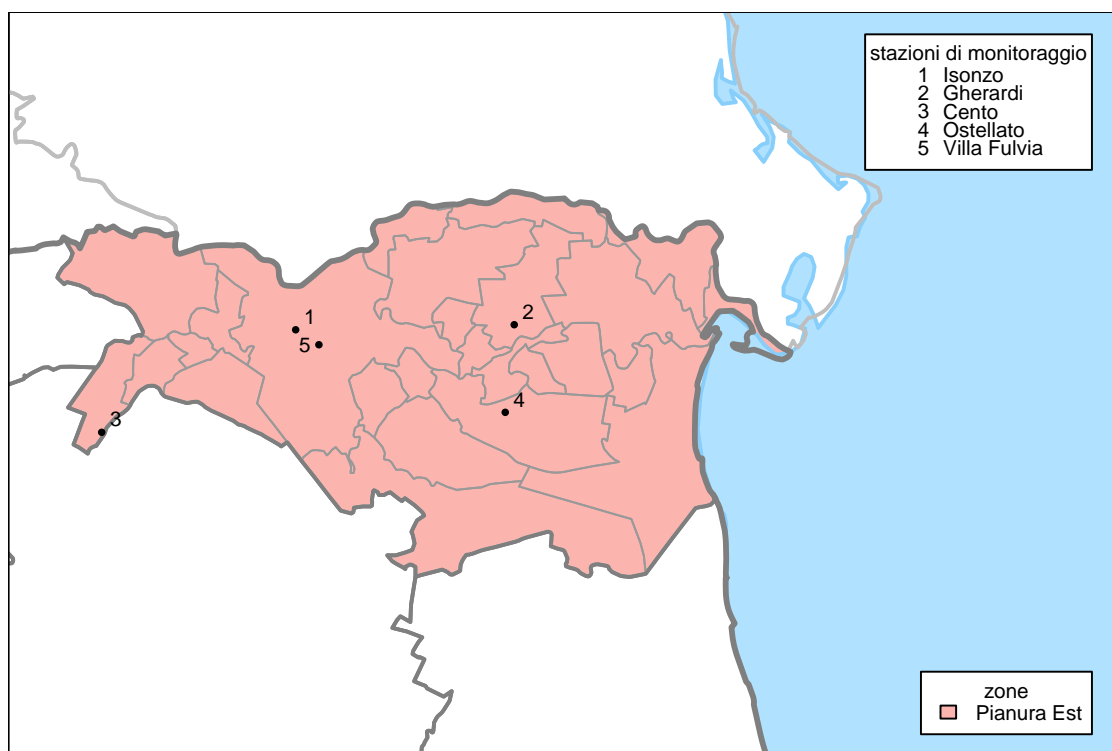 stazioni di monitoraggio
1 Isonzo
2 Gherardi
3 Cento
4 Ostellato
5 Villa Fulvia
1
2
5
4
3
zone
Pianura Est